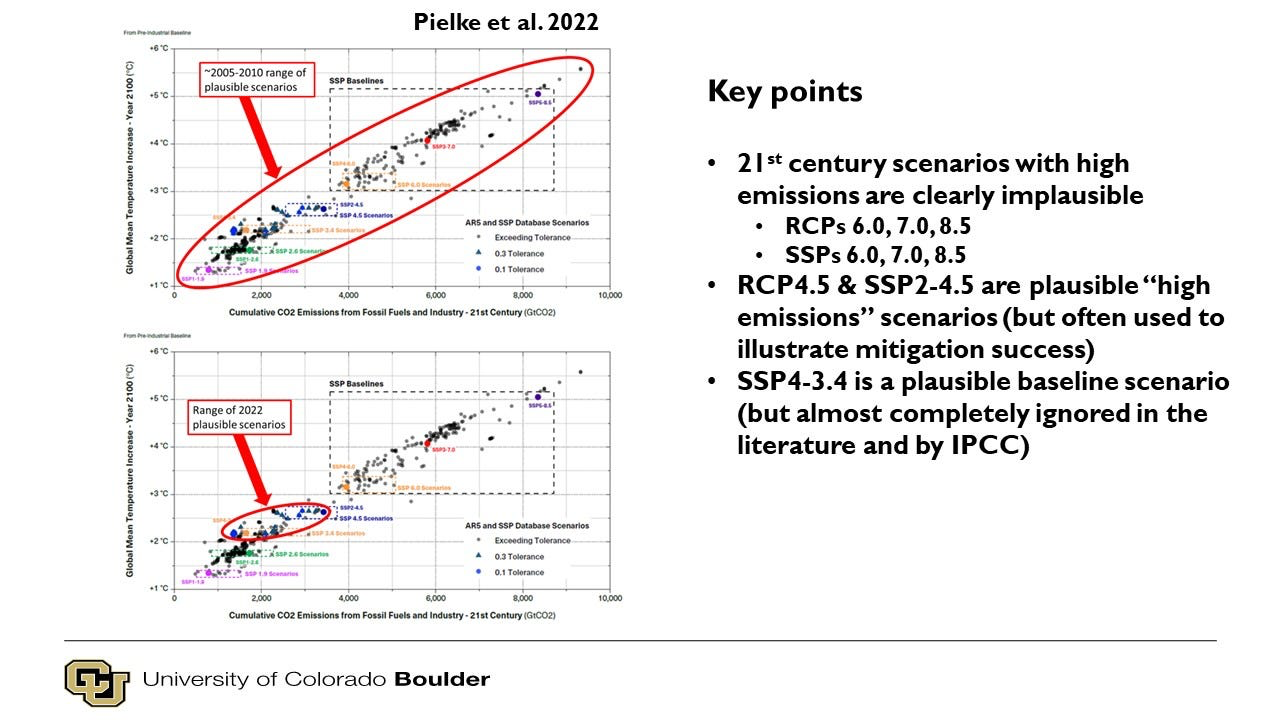 Pielke et al. 2022
From Pre-Industrial Baseline
+6 °C
+5 °C
+4 °C
+3 °C
+2 °C
+1 °C
Global Mean Temperature Increase - Year 2100 (°C)
~2005-2010 range of
plausible scenarios
SSP Baselines
SSP5-8.5
SSP3-7.0
SSP4-6.0
SSP 6.0 Scenarios
SSP2-4.5
SSP 4.5 Scenarios
SSP 3.4 Scenarios
SSP 2.6 Scenarios
SSP1-2.6
SSP 1.9 Scenarios
SSP1-1.9
AR5 and SSP Database Scenarios
Exceeding Tolerance
0.3 Tolerance
0.1 Tolerance
0
2,000
4,000
6,000
8,000
10,000
Cumulative CO2 Emissions from Fossil Fuels and Industry - 21st Century (GtCO2)
From Pre-Industrial Baseline
+6 °C
+5 °C
+4 °C
+3 °C
+2 °C
+1 °C
Global Mean Temperature Increase - Year 2100 (°C)
Range of 2022
plausible scenarios
SSP Baselines
SSP5-8.5
SSP3-7.0
SSP4-6.0
SSP 6.0 Scenarios
SSP2-4.5
SSP 4.5 Scenarios
SSP 3.4 Scenarios
SSP 2.6 Scenarios
SSP1-2.6
SSP 1.9 Scenarios
SSP1-1.9
AR5 and SSP Database Scenarios
Exceeding Tolerance
0.3 Tolerance
0.1 Tolerance
0
2,000
4,000
6,000
8,000
10,000
Cumulative CO2 Emissions from Fossil Fuels and Industry - 21st Century (GtCO2)
Key points
• 21st century scenarios with high
emissions are clearly implausible
• RCPs 6.0, 7.0, 8.5
• SSPs 6.0, 7.0, 8.5
• RCP4.5 & SSP2-4.5 are plausible “high
emissions” scenarios (but often used to
illustrate mitigation success)
• SSP4-3.4 is a plausible baseline scenario
(but almost completely ignored in the
literature and by IPCC)
CU
University of Colorado Boulder